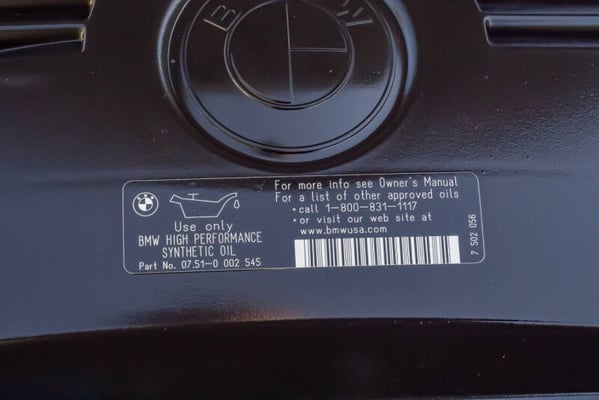 BMW
Use only
BMW HIGH PERFORMANCE
SYNTHETIC OIL
Part No. 07.51-0 002 545
For more info see Owner's Manual
For a list of other approved oils
• call 1-800-831-1117
• or visit our web site at
www.bmwusa.com
7 502 056